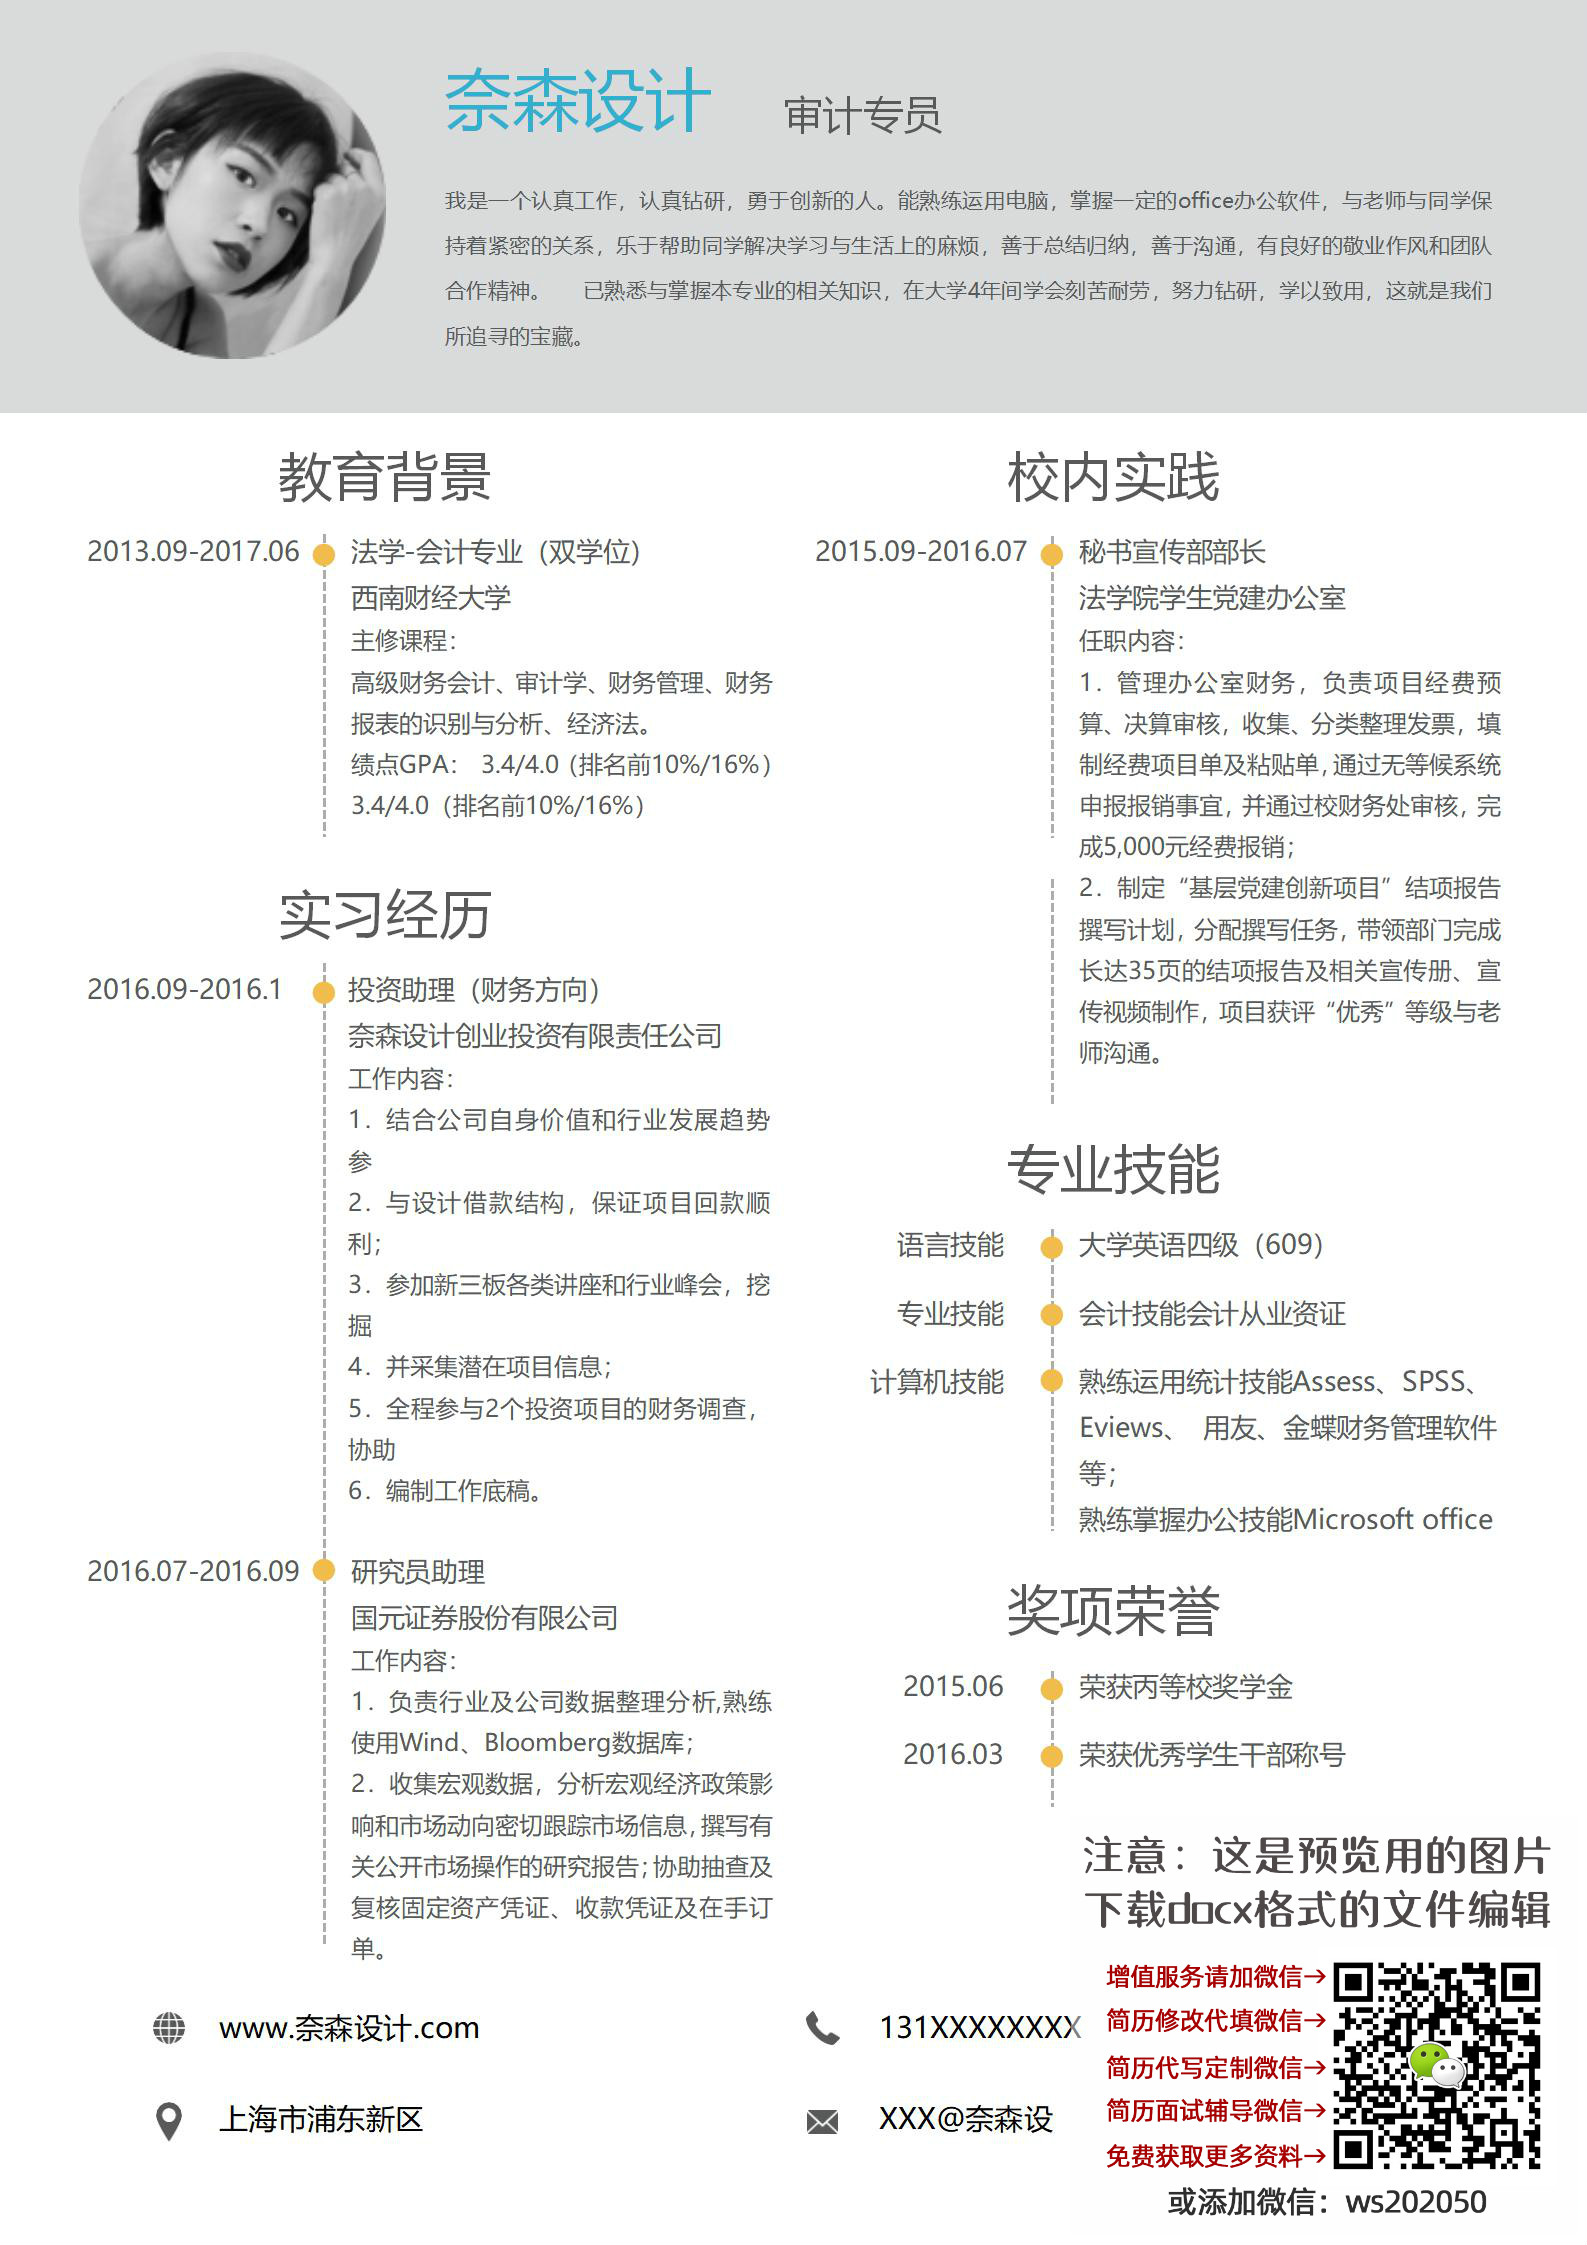 奈森设计 审计专员
我是一个认真工作，认真钻研，勇于创新的人。能熟练运用电脑，掌握一定的office办公软件，与老师与同学保
持着紧密的关系，乐于帮助同学解决学习与生活上的麻烦，善于总结归纳，善于沟通，有良好的敬业作风和团队
合作精神。 已熟悉与掌握本专业的相关知识，在大学4年间学会刻苦耐劳，努力钻研，学以致用，这就是我们
所追寻的宝藏。
教育背景
2013.09-2017.06 法学-会计专业（双学位）
西南财经大学
主修课程：
高级财务会计、审计学、财务管理、财务
报表的识别与分析、经济法。
绩点GPA： 3.4/4.0（排名前10%/16%）
3.4/4.0（排名前10%/16%）
实习经历
2016.09-2016.1 投资助理（财务方向）
奈森设计创业投资有限责任公司
工作内容：
1. 结合公司自身价值和行业发展趋势
参
2. 与设计借款结构，保证项目回款顺
利；
3. 参加新三板各类讲座和行业峰会，挖
掘
4. 并采集潜在项目信息；
5. 全程参与2个投资项目的财务调查，
协助
6. 编制工作底稿。
2016.07-2016.09 研究员助理
国元证券股份有限公司
工作内容：
1. 负责行业及公司数据整理分析,熟练
使用Wind、Bloomberg数据库；
2. 收集宏观数据，分析宏观经济政策影
响和市场动向密切跟踪市场信息，撰写有
关公开市场操作的研究报告；协助抽查及
复核固定资产凭证、收款凭证及在手订
单。
校内实践
2015.09-2016.07 秘书宣传部部长
法学院学生党建办公室
任职内容：
1. 管理办公室财务，负责项目经费预
算、决算审核，收集、分类整理发票，填
制经费项目单及粘贴单，通过无等候系统
申报报销事宜，并通过校财务处审核，完
成5,000元经费报销；
2. 制定“基层党建创新项目”结项报告
撰写计划，分配撰写任务，带领部门完成
长达35页的结项报告及相关宣传册、宣
传视频制作，项目获评“优秀”等级与老
师沟通。
专业技能
语言技能 大学英语四级（609）
专业技能 会计技能会计从业资证
计算机技能 熟练运用统计技能Assess、SPSS、
Eviews、 用友、金蝶财务管理软件
等；
熟练掌握办公技能Microsoft office
奖项荣誉
2015.06 荣获丙等校奖学金
2016.03 荣获优秀学生干部称号
注意：这是预览用的图片
下载docx格式的文件编辑
www.奈森设计.com
131XXXXXXXX
上海市浦东新区
XXX@奈森设
增值服务请加微信→
简历修改代填微信→
简历代写定制微信→
简历面试辅导微信→
免费获取更多资料→
或添加微信：ws202050